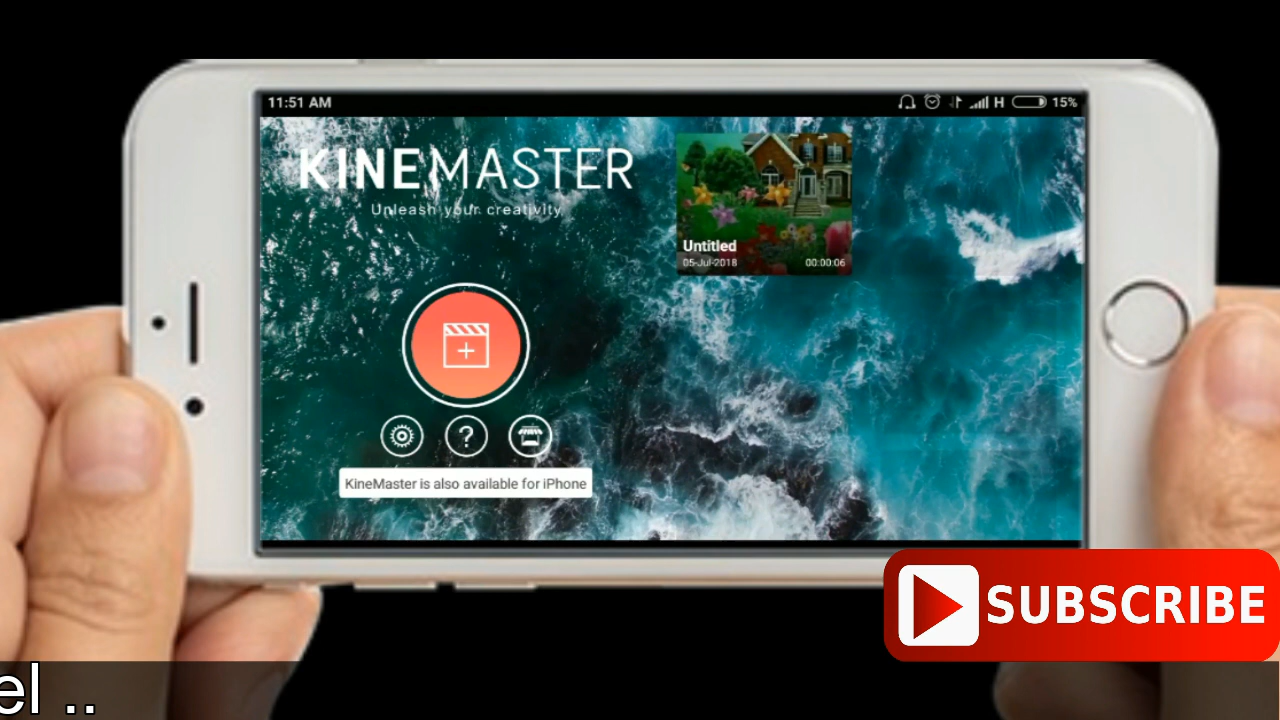 11:51 AM
H
15%
KINEMASTER
Unleash your creativity
Untitled
05-Jul-2018
00:00:06
?
KineMaster is also available for iPhone
SUBSCRIBE
el ..